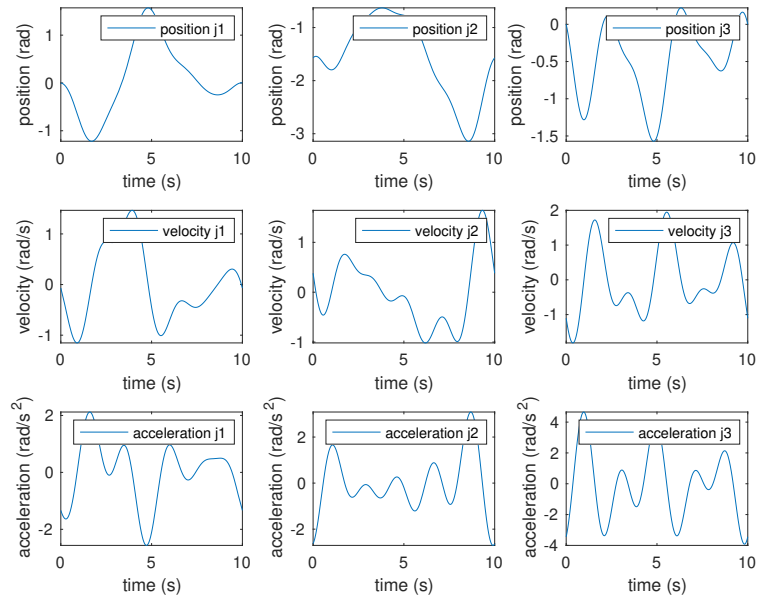 position j1
position (rad)
1
0
-1
0 5 10
time (s)
position j2
position (rad)
-1
-2
-3
0 5 10
time (s)
position j3
position (rad)
0
-0.5
-1
-1.5
0 5 10
time (s)
velocity j1
velocity (rad/s)
1
0
-1
0 5 10
time (s)
velocity j2
velocity (rad/s)
1
0
-1
0 5 10
time (s)
velocity j3
velocity (rad/s)
2
1
0
-1
0 5 10
time (s)
acceleration j1
acceleration (rad/s²)
2
0
-2
0 5 10
time (s)
acceleration j2
acceleration (rad/s²)
2
0
-2
0 5 10
time (s)
acceleration j3
acceleration (rad/s²)
4
2
0
-2
-4
0 5 10
time (s)